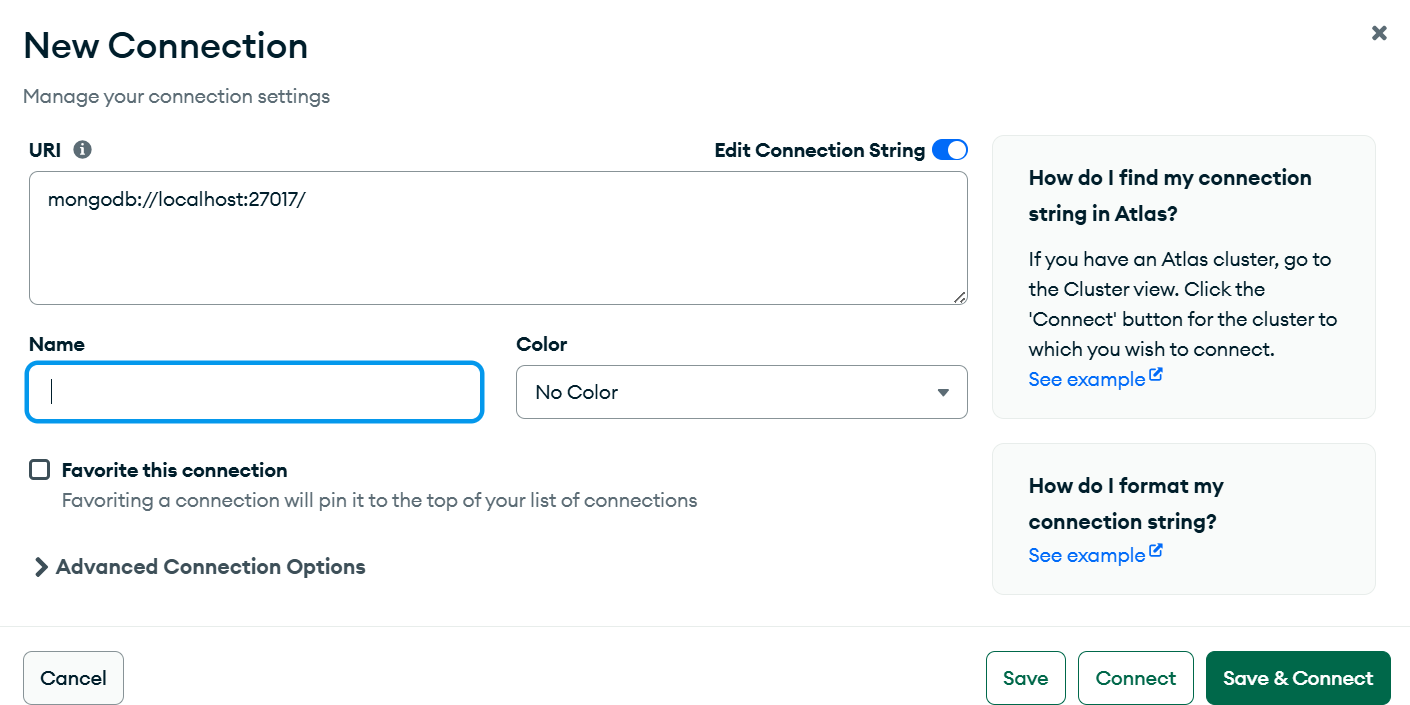 New Connection
Manage your connection settings
URI
Edit Connection String
mongodb://localhost:27017/
Name
Color
No Color
Favorite this connection
Favoriting a connection will pin it to the top of your list of connections
Advanced Connection Options
How do I find my connection
string in Atlas?
If you have an Atlas cluster, go to
the Cluster view. Click the
'Connect' button for the cluster to
which you wish to connect.
See example
How do I format my
connection string?
See example
Cancel
Save
Connect
Save & Connect